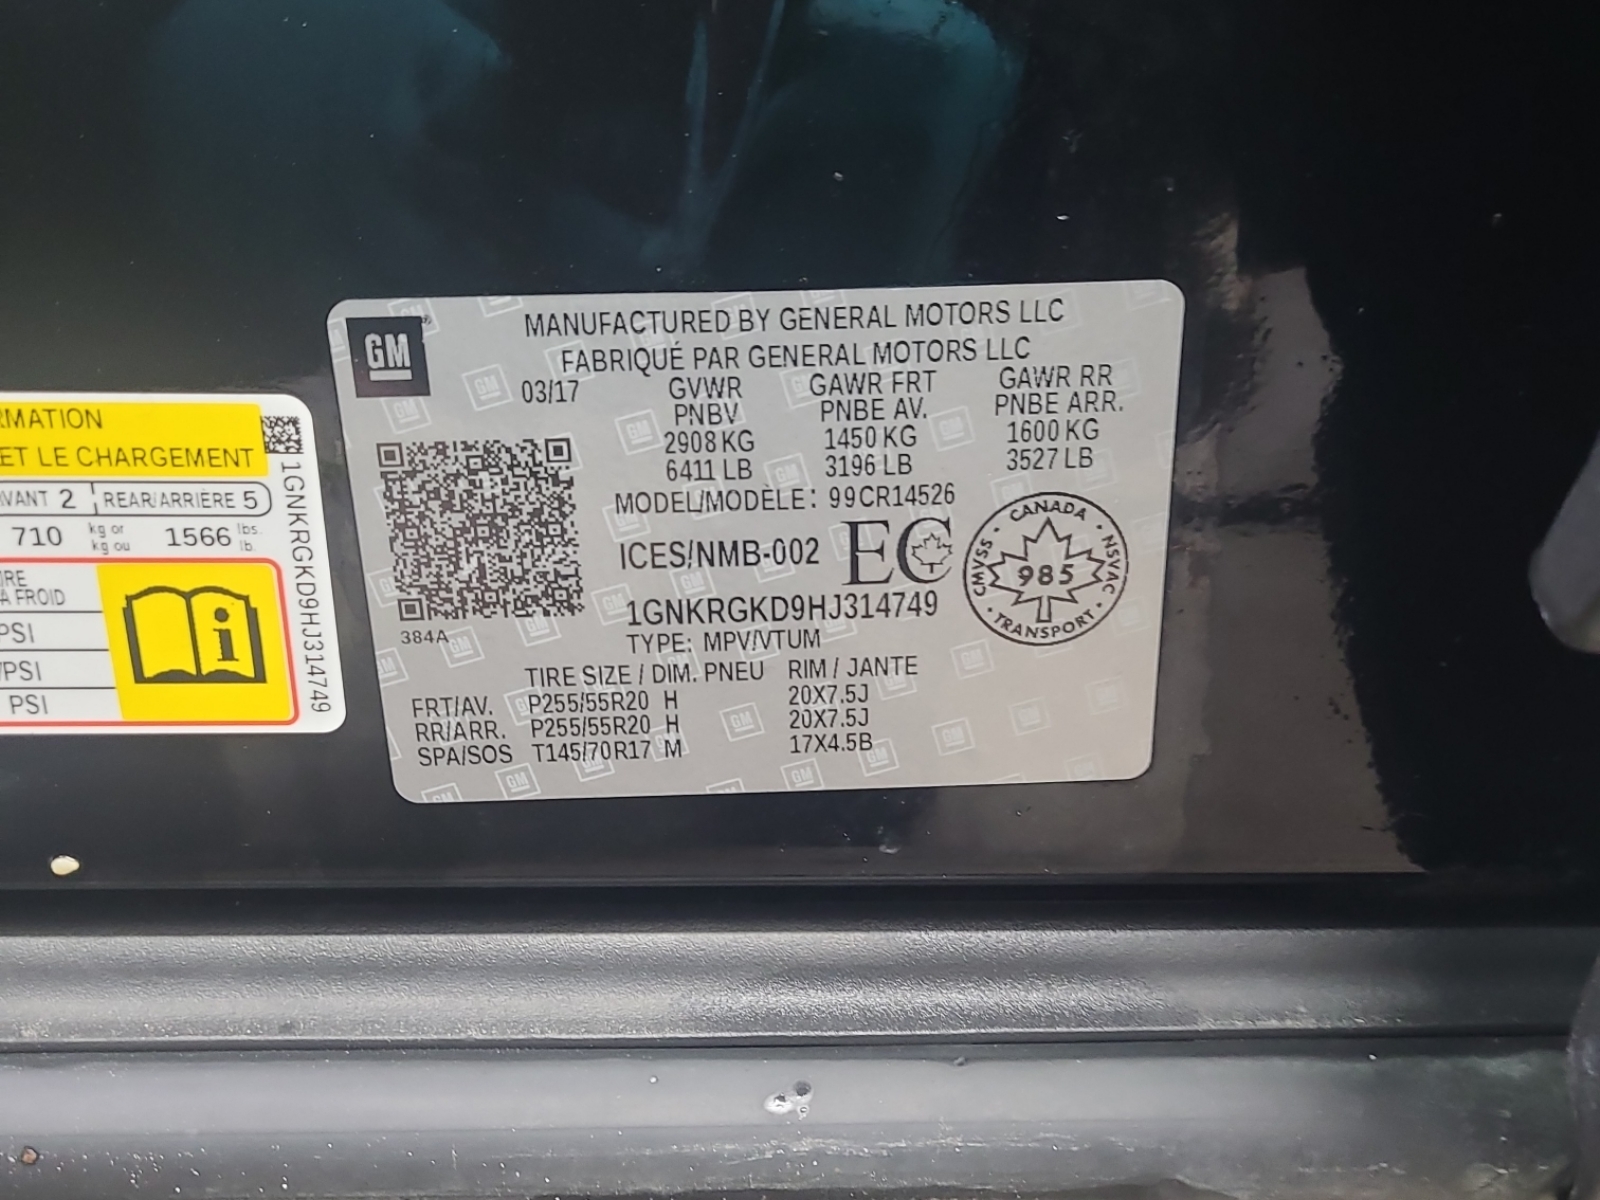 RMATION
ET LE CHARGEMENT
AVANT 2 REAR/ARRIÈRE 5
710 kg or kg ou 1566 lbs. lb.
A FROID
PSI
/PSI
PSI
1GNKRGKD9HJ314749
GM
MANUFACTURED BY GENERAL MOTORS LLC
FABRIQUÉ PAR GENERAL MOTORS LLC
03/17 GVWR GAWR FRT GAWR RR
PNBV PNBE AV. PNBE ARR.
2908 KG 1450 KG 1600 KG
6411 LB 3196 LB 3527 LB
MODEL/MODÈLE: 99CR14526
ICES/NMB-002 EC
CANADA
CMVSS 985 NSVAC
TRANSPORT
1GNKRGKD9HJ314749
384A
TYPE: MPV/VTUM
TIRE SIZE / DIM. PNEU RIM / JANTE
FRT/AV. P255/55R20 H 20X7.5J
RR/ARR. P255/55R20 H 20X7.5J
SPA/SOS T145/70R17 M 17X4.5B